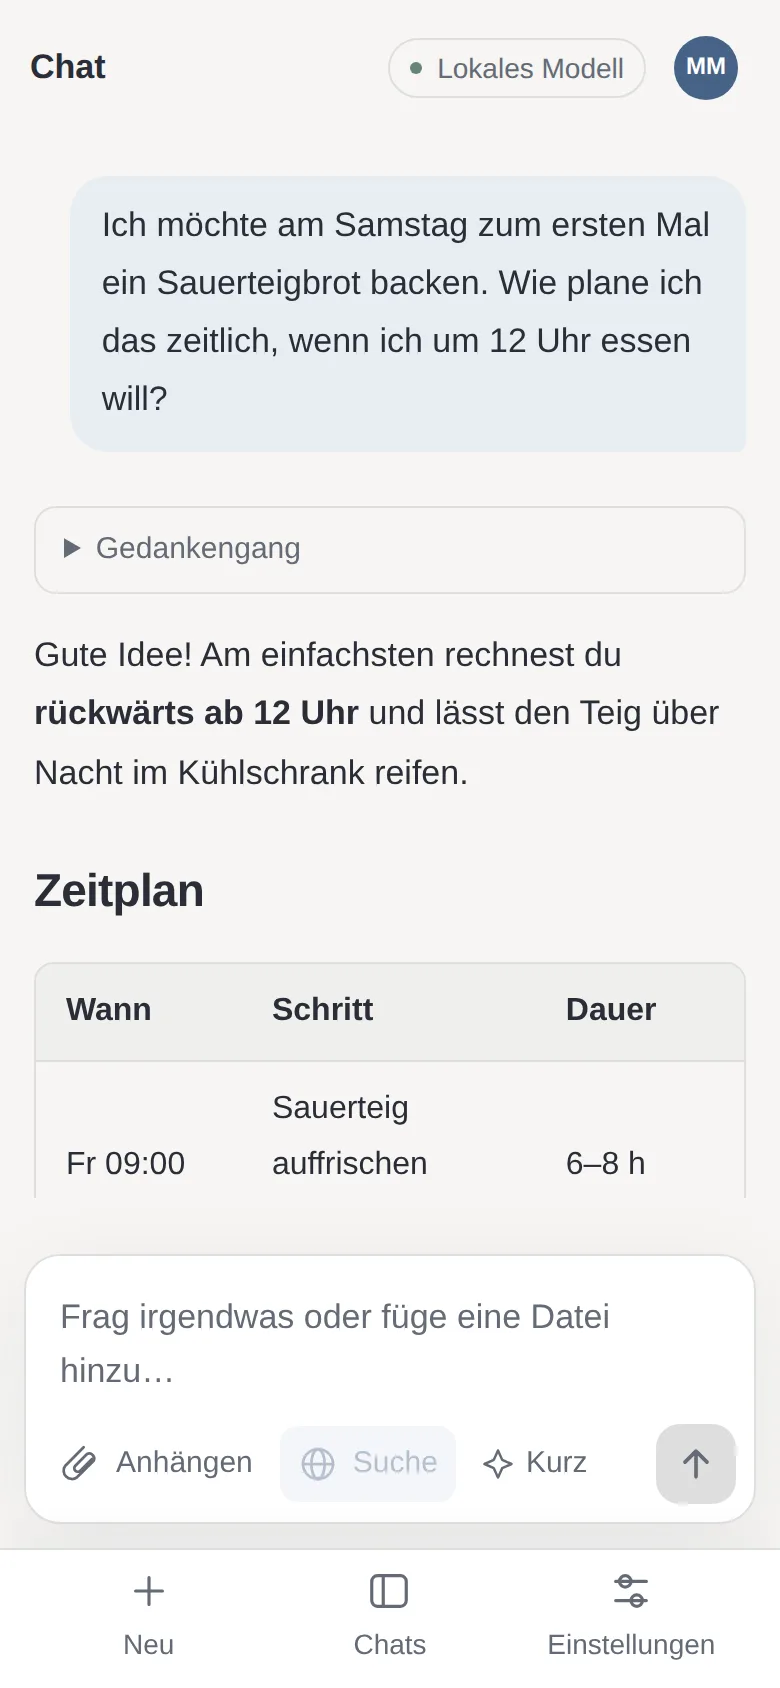 Chat
Lokales Modell
MM
Ich möchte am Samstag zum ersten Mal
ein Sauerteigbrot backen. Wie plane ich
das zeitlich, wenn ich um 12 Uhr essen
will?
Gedankengang
Gute Idee! Am einfachsten rechnest du
rückwärts ab 12 Uhr und lässt den Teig über
Nacht im Kühlschrank reifen.
Zeitplan
Wann Schritt Dauer
Sauerteig
Fr 09:00 auffrischen 6–8 h
Frag irgendwas oder füge eine Datei
hinzu…
Anhängen Suche Kurz
Neu Chats Einstellungen